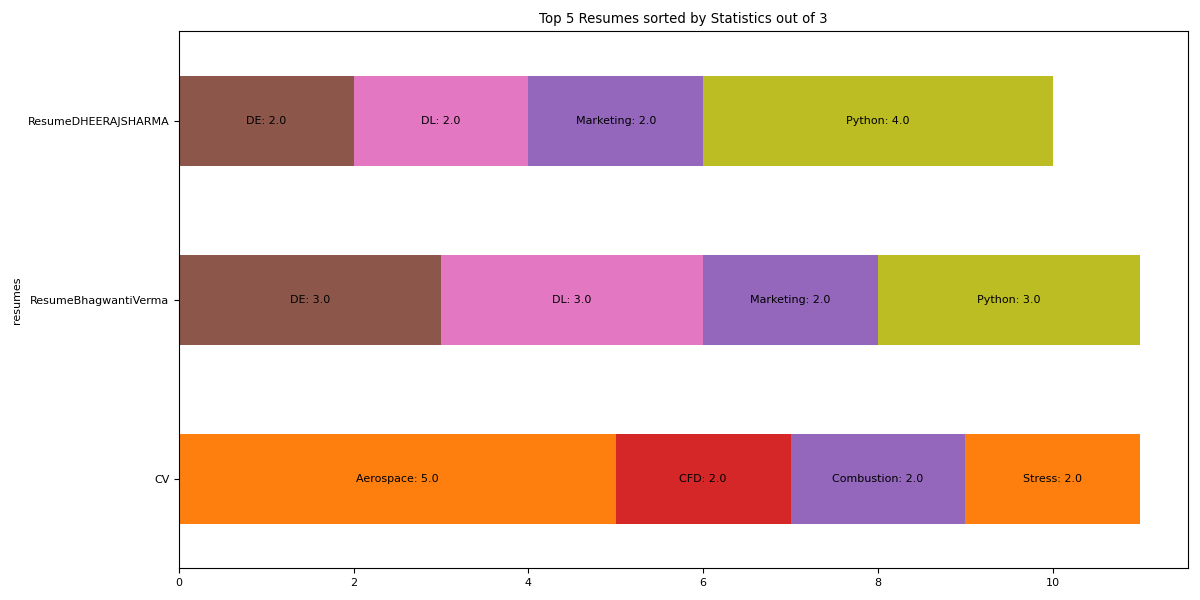 Top 5 Resumes sorted by Statistics out of 3
ResumeDHEERAJSHARMA
DE: 2.0
DL: 2.0
Marketing: 2.0
Python: 4.0
resumes
ResumeBhagwantiVerma
DE: 3.0
DL: 3.0
Marketing: 2.0
Python: 3.0
CV
Aerospace: 5.0
CFD: 2.0
Combustion: 2.0
Stress: 2.0
0 2 4 6 8 10